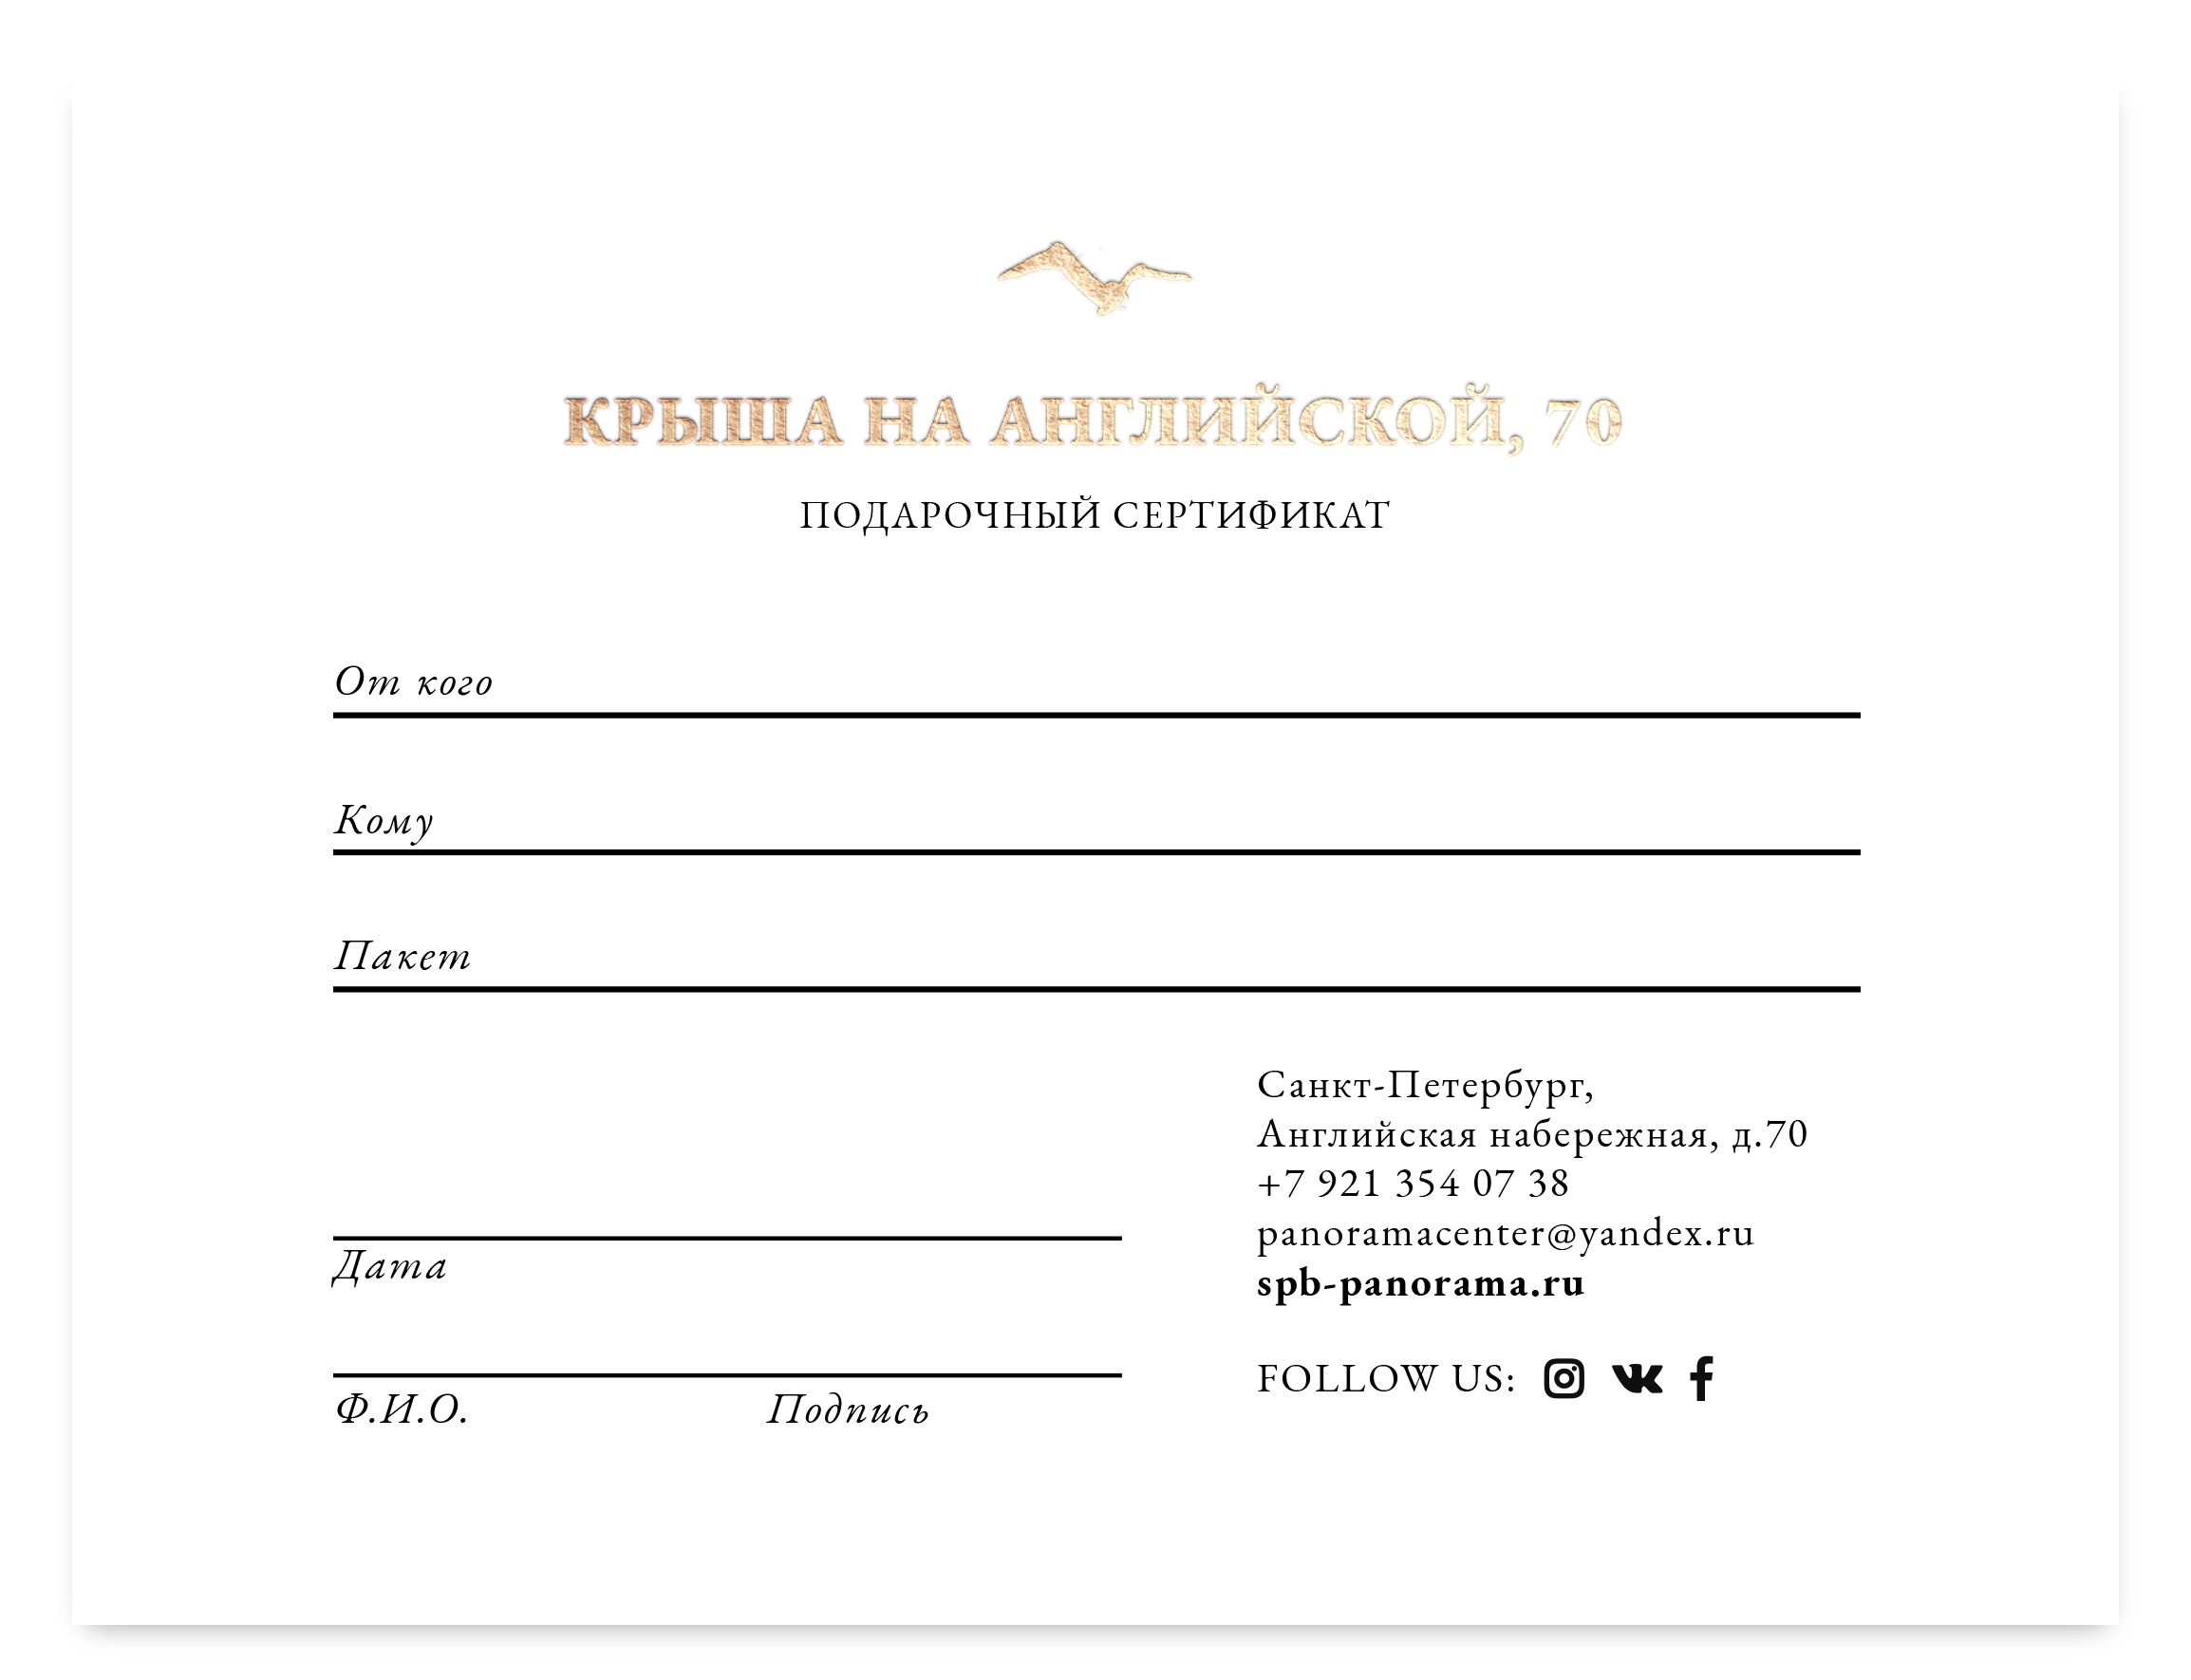 КРЫША НА АНГЛИЙСКОЙ, 70
ПОДАРОЧНЫЙ СЕРТИФИКАТ
От кого
Кому
Пакет
Дата
Ф.И.О. Подпись
Санкт-Петербург,
Английская набережная, д.70
+7 921 354 07 38
panoramacenter@yandex.ru
spb-panorama.ru
FOLLOW US: